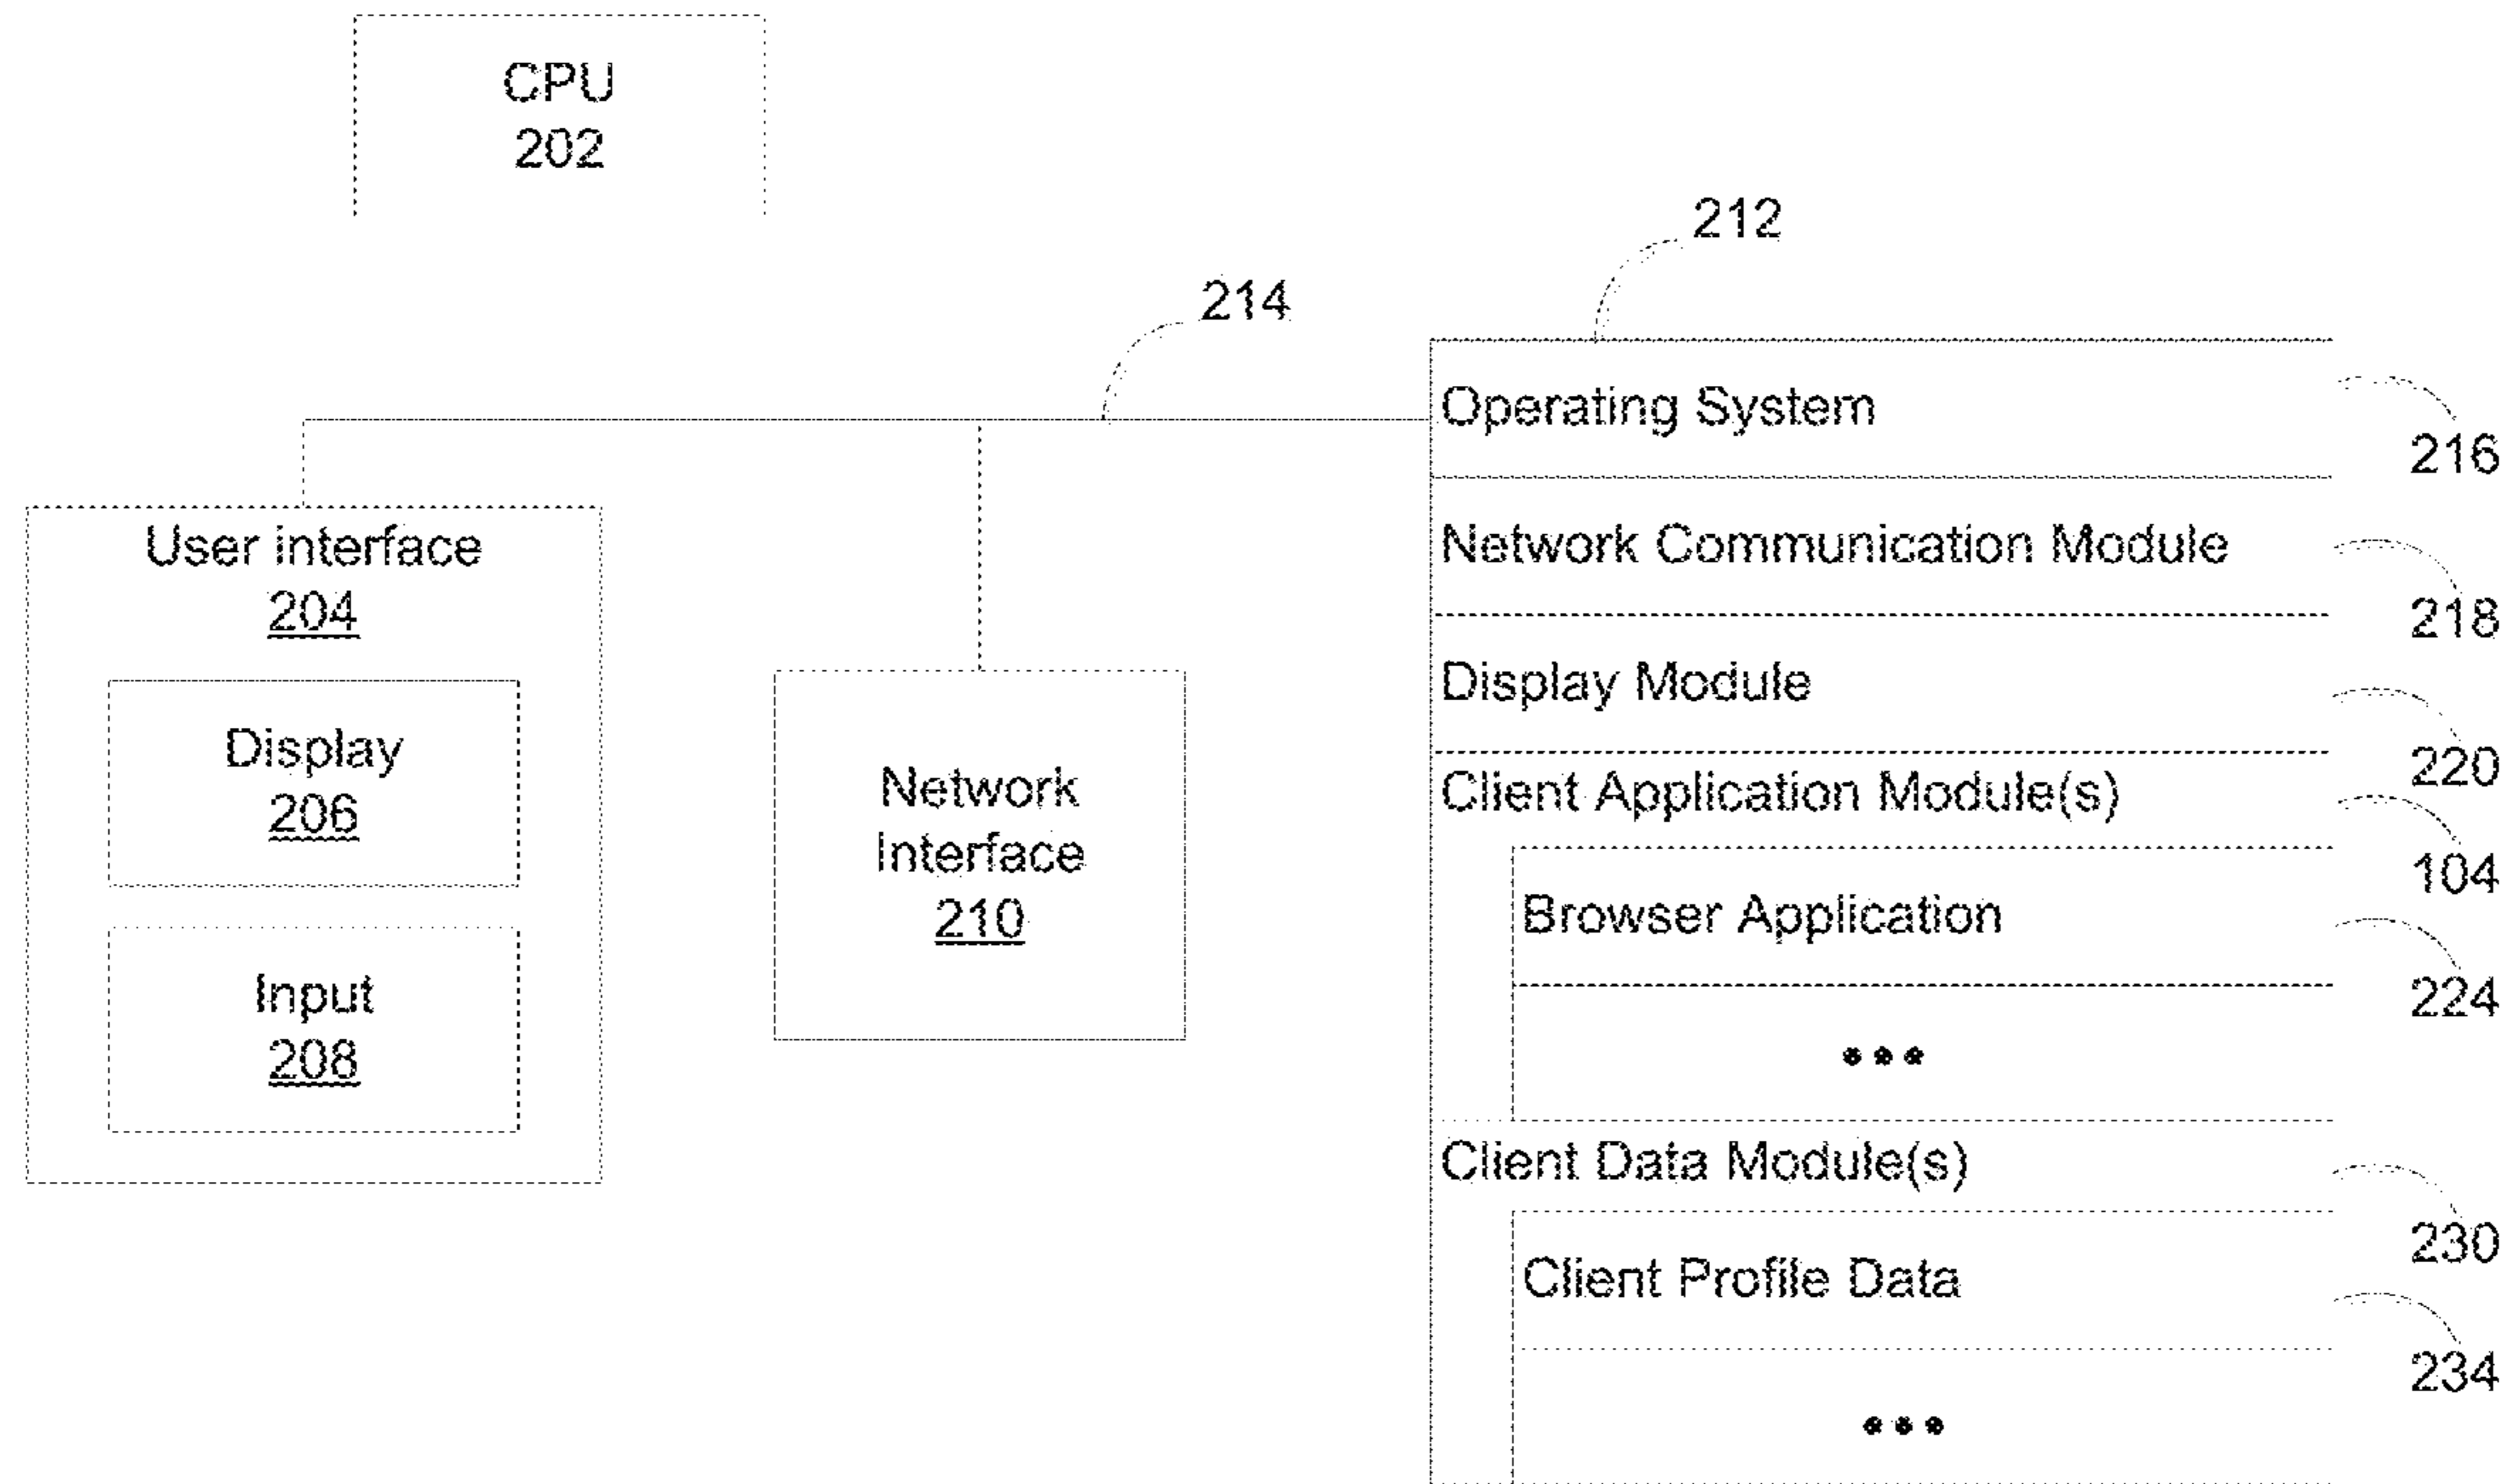 CPU
202
212
214
Operating System
216
Network Communication Module
218
Display Module
220
Client Application Module(s)
104
Browser Application
224
•••
Client Data Module(s)
230
Client Profile Data
234
•••
User interface
204
Display
206
Input
208
Network
Interface
210